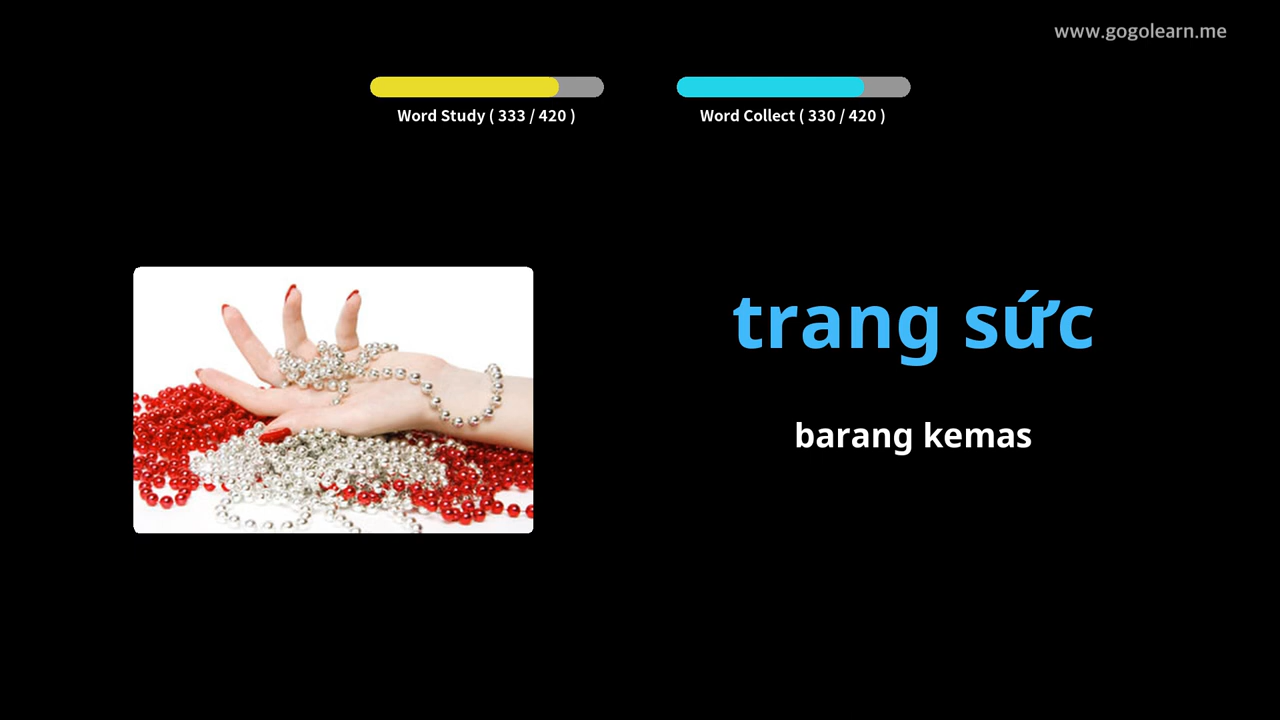 www.gogolearn.me
Word Study ( 333 / 420 )
Word Collect ( 330 / 420 )
trang sức
barang kemas